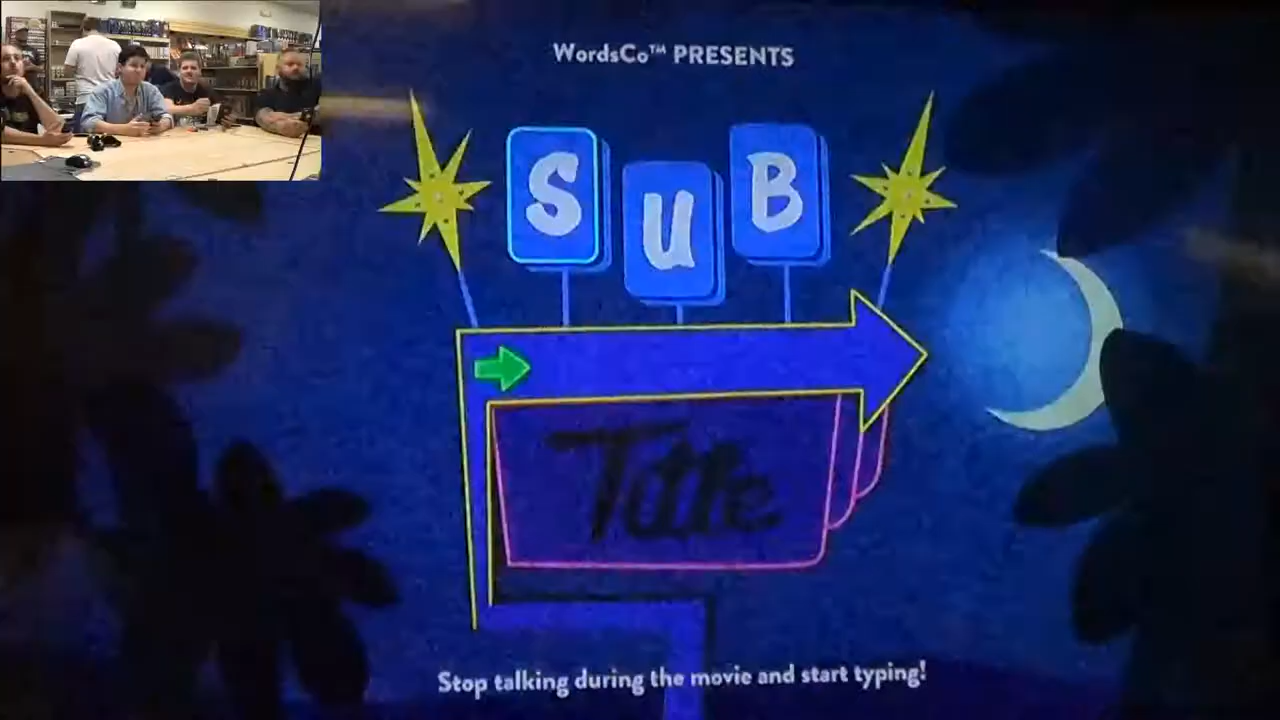 WordsCo™ PRESENTS
SUB
Title
Stop talking during the movie and start typing!